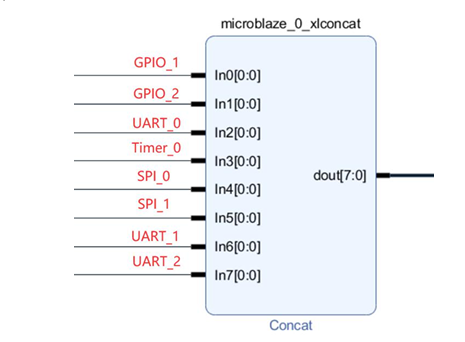 microblaze_0_xlconcat
GPIO_1
In0[0:0]
GPIO_2
In1[0:0]
UART_0
In2[0:0]
Timer_0
In3[0:0]
dout[7:0]
SPI_0
In4[0:0]
SPI_1
In5[0:0]
UART_1
In6[0:0]
UART_2
In7[0:0]
Concat